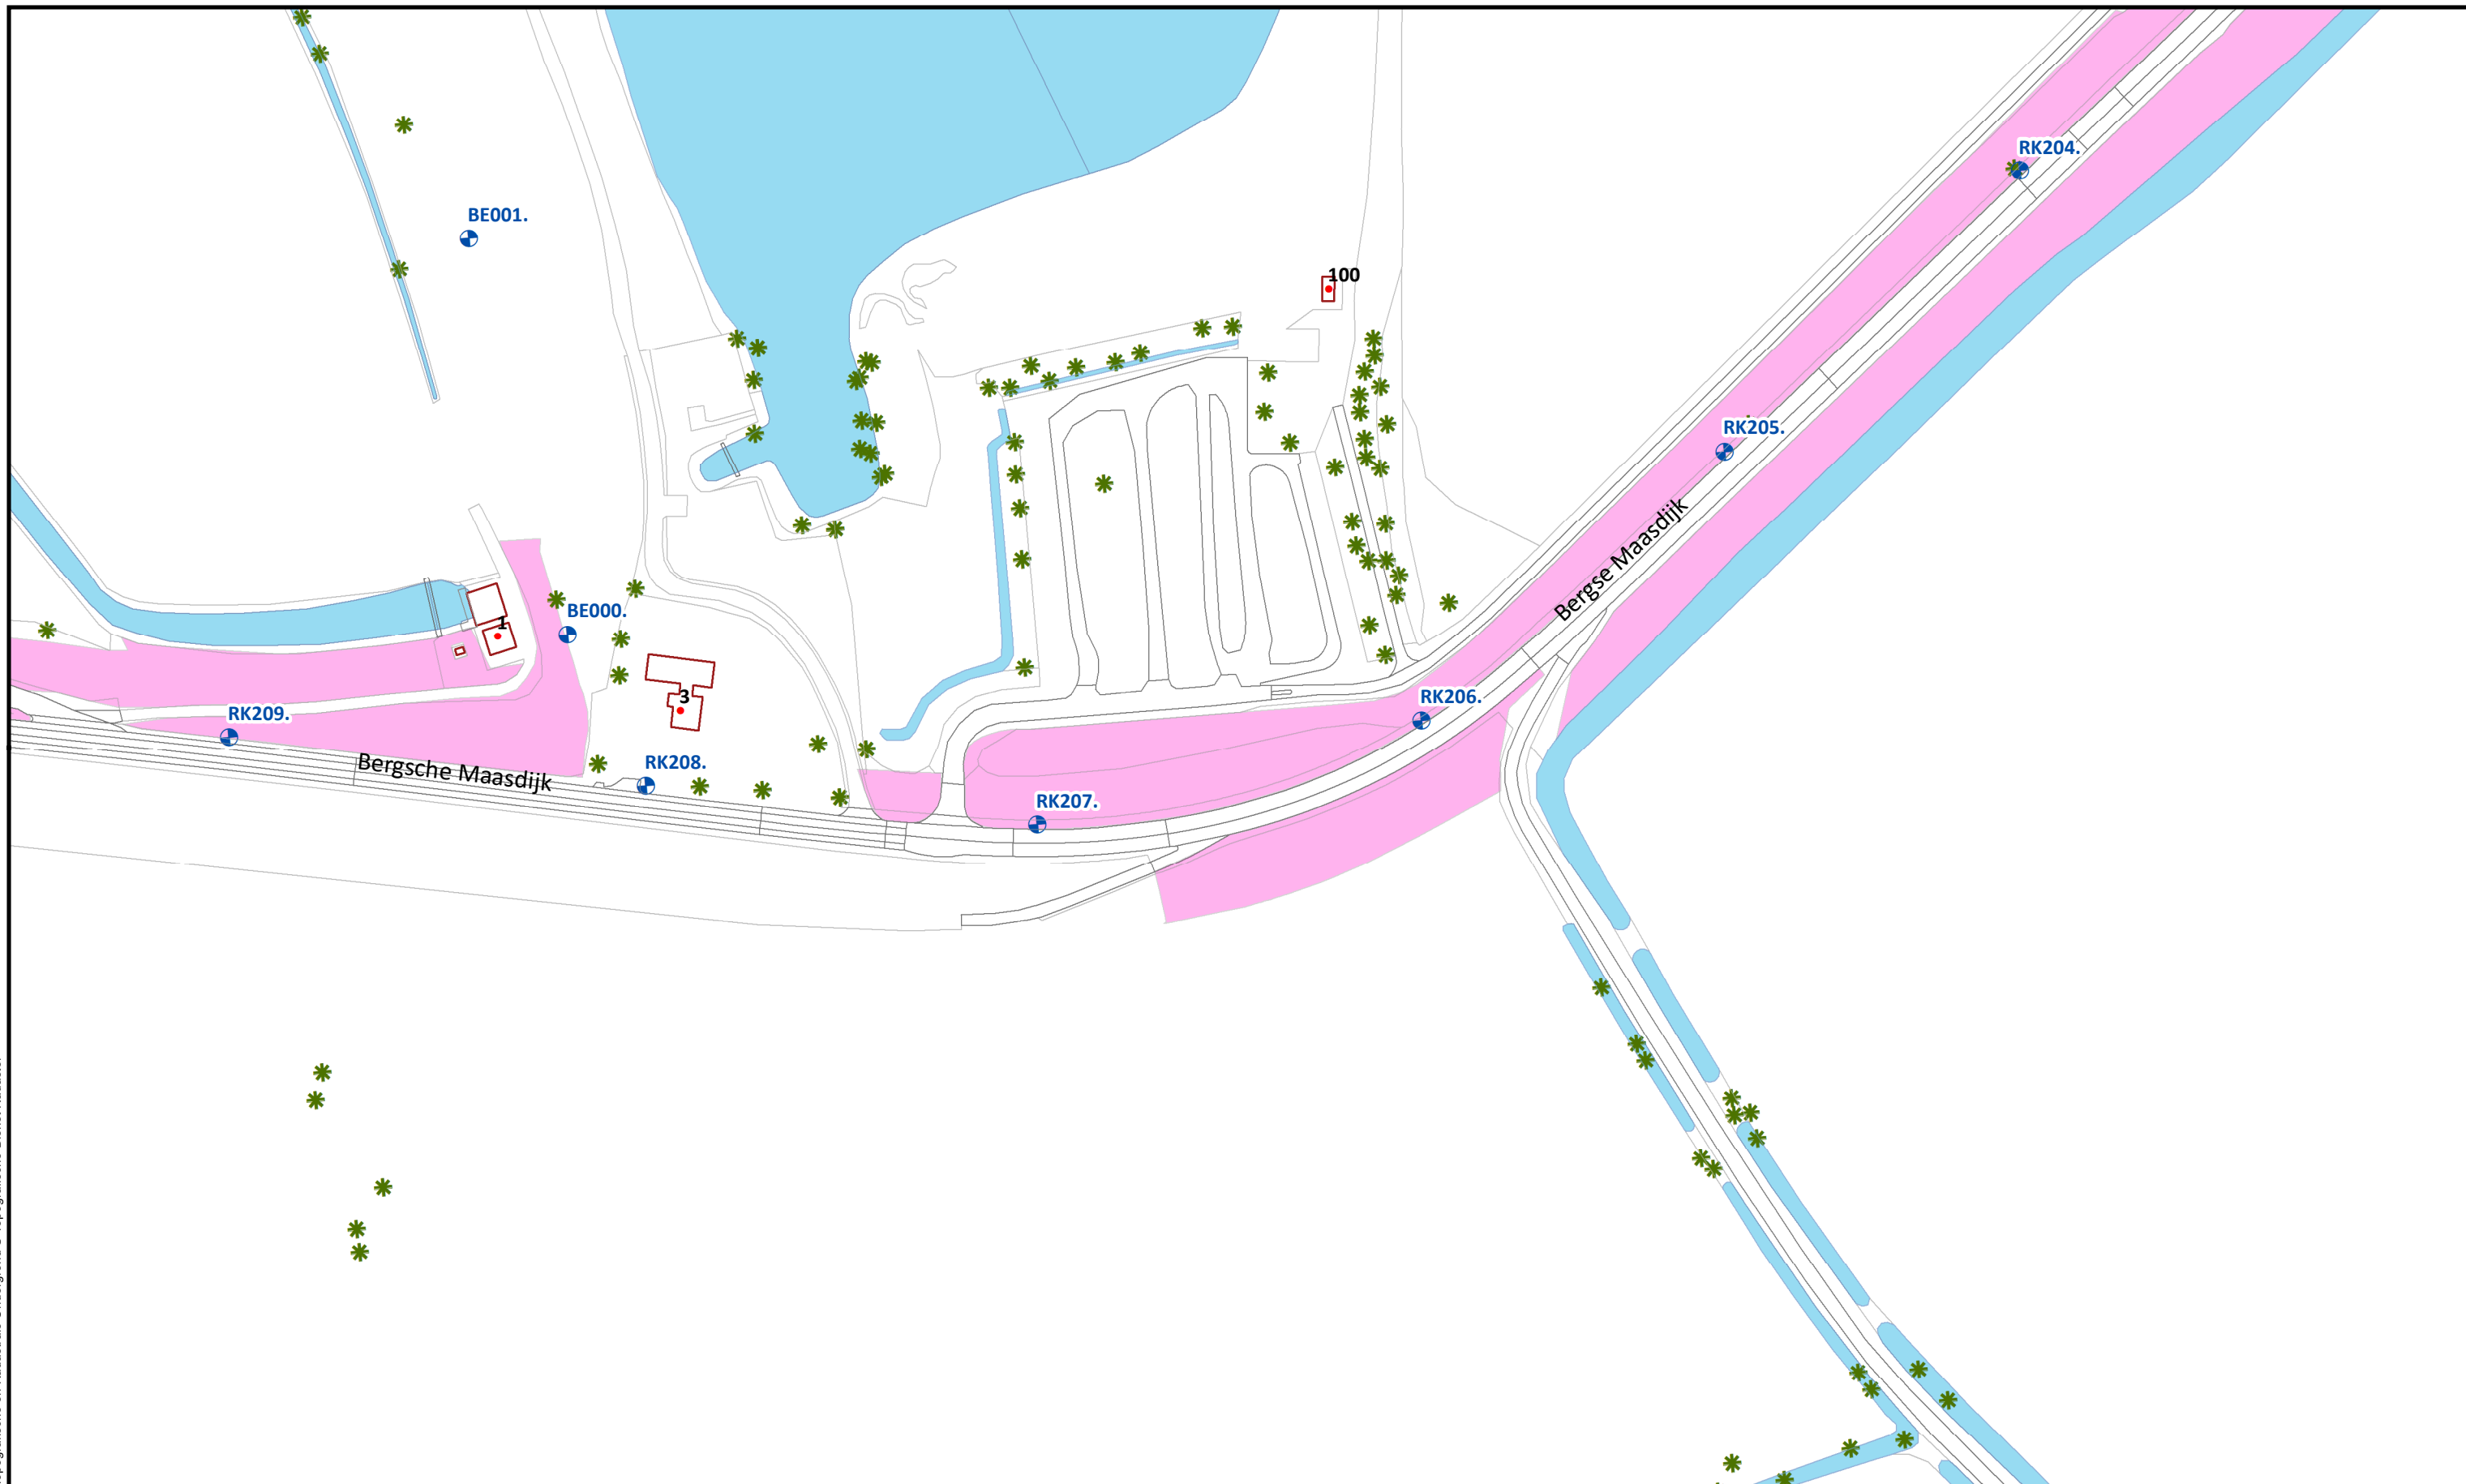 RK204.
BE001.
100
RK205.
Bergse Maasdijk
BE000.
1
3
RK206.
RK209.
Bergsche Maasdijk
RK208.
RK207.